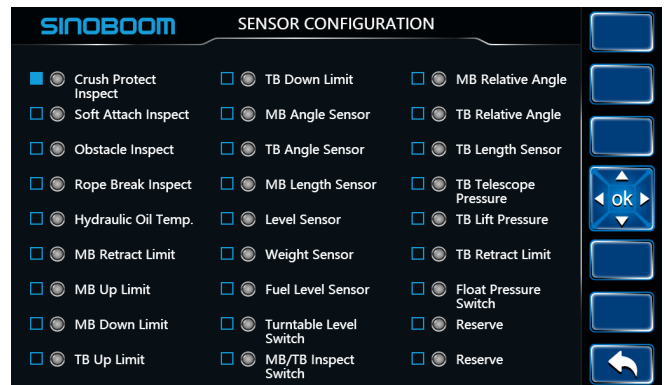 SINOBOOM
SENSOR CONFIGURATION
Crush Protect
Inspect
Soft Attach Inspect
Obstacle Inspect
Rope Break Inspect
Hydraulic Oil Temp.
MB Retract Limit
MB Up Limit
MB Down Limit
TB Up Limit
TB Down Limit
MB Angle Sensor
TB Angle Sensor
MB Length Sensor
Level Sensor
Weight Sensor
Fuel Level Sensor
Turntable Level
Switch
MB/TB Inspect
Switch
MB Relative Angle
TB Relative Angle
TB Length Sensor
TB Telescope
Pressure
TB Lift Pressure
TB Retract Limit
Float Pressure
Switch
Reserve
Reserve
ok